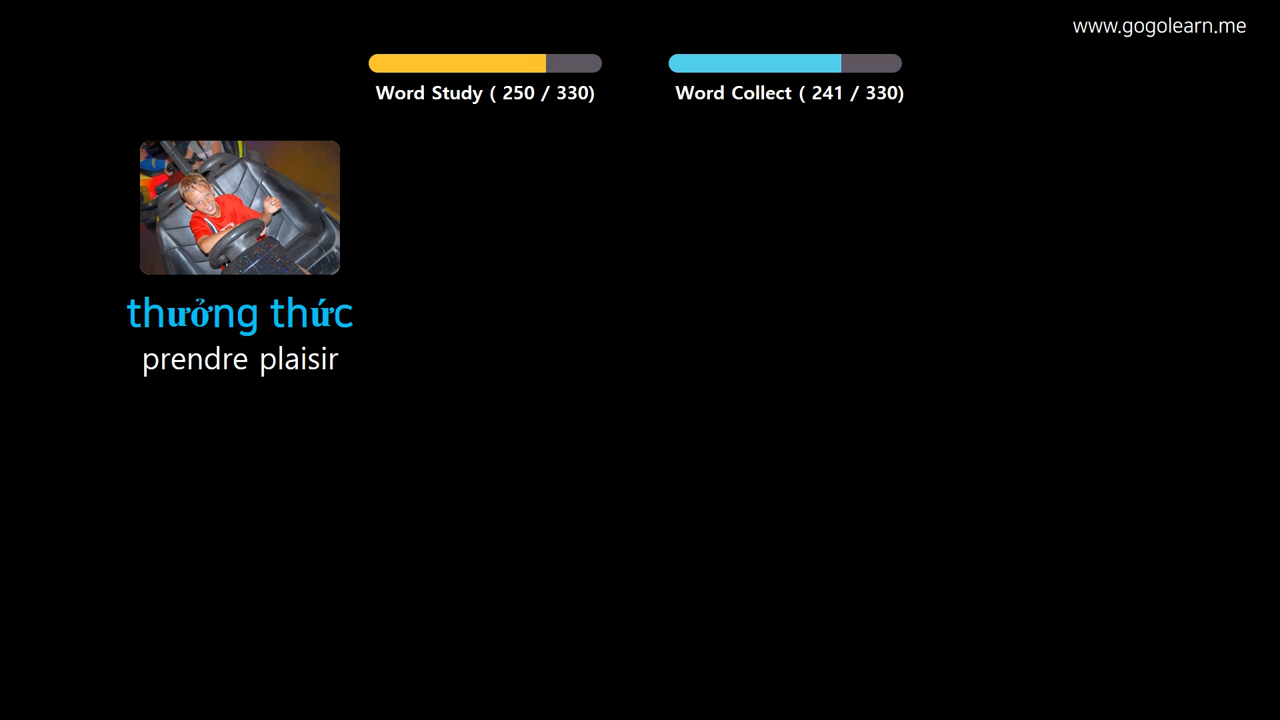 www.gogolearn.me
Word Study ( 250 / 330)
Word Collect ( 241 / 330)
thưởng thức
prendre plaisir